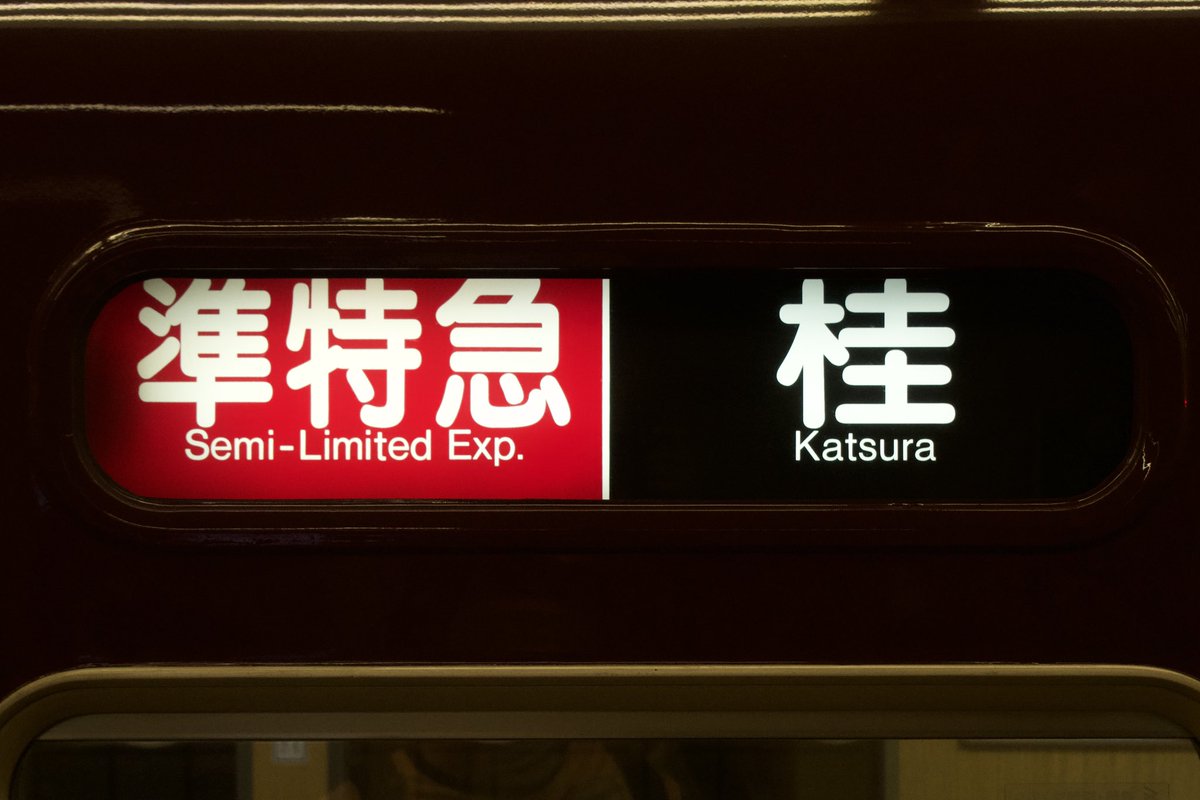 準特急
Semi-Limited Exp.
桂
Katsura